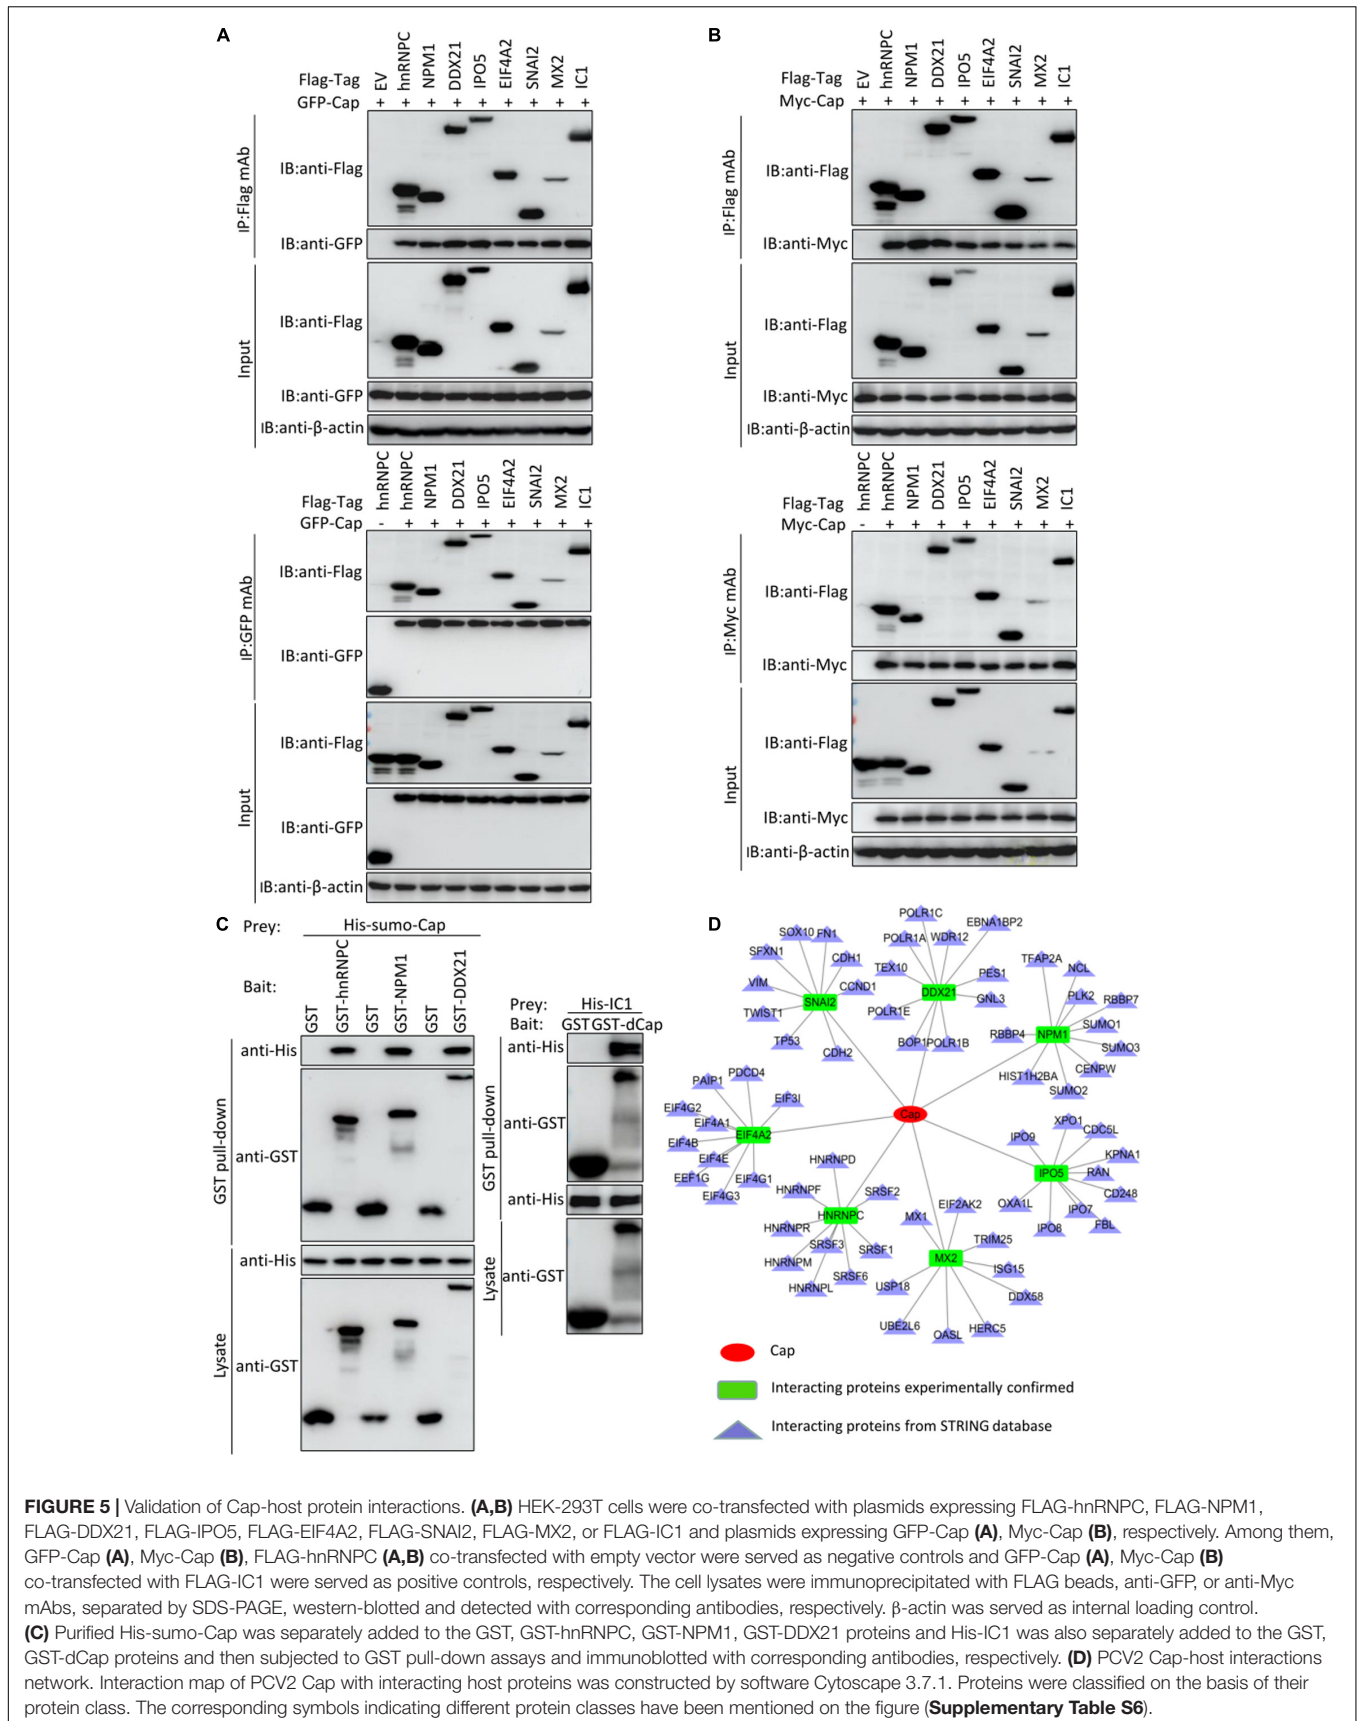 A
Flag-Tag EV hnRNPC NPM1 DDX21 IPO5 EIF4A2 SNAI2 MX2 IC1
GFP-Cap + + + + + + + + +
IP:Flag mAb
IB:anti-Flag
IB:anti-GFP
Input
IB:anti-Flag
IB:anti-GFP
IB:anti-β-actin
Flag-Tag hnRNPC hnRNPC NPM1 DDX21 IPO5 EIF4A2 SNAI2 MX2 IC1
GFP-Cap - + + + + + + + +
IP:GFP mAb
IB:anti-Flag
IB:anti-GFP
Input
IB:anti-Flag
IB:anti-GFP
IB:anti-β-actin
B
Flag-Tag EV hnRNPC NPM1 DDX21 IPO5 EIF4A2 SNAI2 MX2 IC1
Myc-Cap + + + + + + + + +
IP:Flag mAb
IB:anti-Flag
IB:anti-Myc
Input
IB:anti-Flag
IB:anti-Myc
IB:anti-β-actin
Flag-Tag hnRNPC hnRNPC NPM1 DDX21 IPO5 EIF4A2 SNAI2 MX2 IC1
Myc-Cap - + + + + + + + +
IP:Myc mAb
IB:anti-Flag
IB:anti-Myc
Input
IB:anti-Flag
IB:anti-Myc
IB:anti-β-actin
C
Prey: His-sumo-Cap
Bait: GST GST-hnRNPC GST GST-NPM1 GST GST-DDX21
GST pull-down
anti-His
anti-GST
Lysate
anti-His
anti-GST
Prey: His-IC1
Bait: GST GST-dCap
GST pull-down
anti-His
anti-GST
Lysate
anti-His
anti-GST
D
POLR1C
EBNA1BP2
SOX10 FN1
POLR1A WDR12
SFXN1
CDH1
TEX10
PES1
TFAP2A
NCL
VIM
CCND1
DDX21
GNL3
PLK2
RBBP7
SNAI2
TWIST1
POLR1E
SUMO1
RBBP4
NPM1
TP53
CDH2
BOP1 POLR1B
SUMO3
HIST1H2BA
CENPW
SUMO2
PAIP1
PDCD4
EIF3I
EIF4G2
EIF4A1
Cap
XPO1
CDC5L
EIF4B
EIF4A2
IPO9
EIF4E
KPNA1
EEF1G
EIF4G1
HNRNPD
IPO5
RAN
EIF4G3
HNRNPF
SRSF2
CD248
OXA1L
IPO7
HNRNPC
MX1
EIF2AK2
IPO8
FBL
HNRNPR
SRSF3
SRSF1
TRIM25
HNRNPM
MX2
ISG15
SRSF6
HNRNPL
USP18
DDX58
UBE2L6
OASL
HERC5
Cap
Interacting proteins experimentally confirmed
Interacting proteins from STRING database
FIGURE 5 | Validation of Cap-host protein interactions. (A,B) HEK-293T cells were co-transfected with plasmids expressing FLAG-hnRNPC, FLAG-NPM1,
FLAG-DDX21, FLAG-IPO5, FLAG-EIF4A2, FLAG-SNAI2, FLAG-MX2, or FLAG-IC1 and plasmids expressing GFP-Cap (A), Myc-Cap (B), respectively. Among them,
GFP-Cap (A), Myc-Cap (B), FLAG-hnRNPC (A,B) co-transfected with empty vector were served as negative controls and GFP-Cap (A), Myc-Cap (B)
co-transfected with FLAG-IC1 were served as positive controls, respectively. The cell lysates were immunoprecipitated with FLAG beads, anti-GFP, or anti-Myc
mAbs, separated by SDS-PAGE, western-blotted and detected with corresponding antibodies, respectively. β-actin was served as internal loading control.
(C) Purified His-sumo-Cap was separately added to the GST, GST-hnRNPC, GST-NPM1, GST-DDX21 proteins and His-IC1 was also separately added to the GST,
GST-dCap proteins and then subjected to GST pull-down assays and immunoblotted with corresponding antibodies, respectively. (D) PCV2 Cap-host interactions
network. Interaction map of PCV2 Cap with interacting host proteins was constructed by software Cytoscape 3.7.1. Proteins were classified on the basis of their
protein class. The corresponding symbols indicating different protein classes have been mentioned on the figure (Supplementary Table S6).